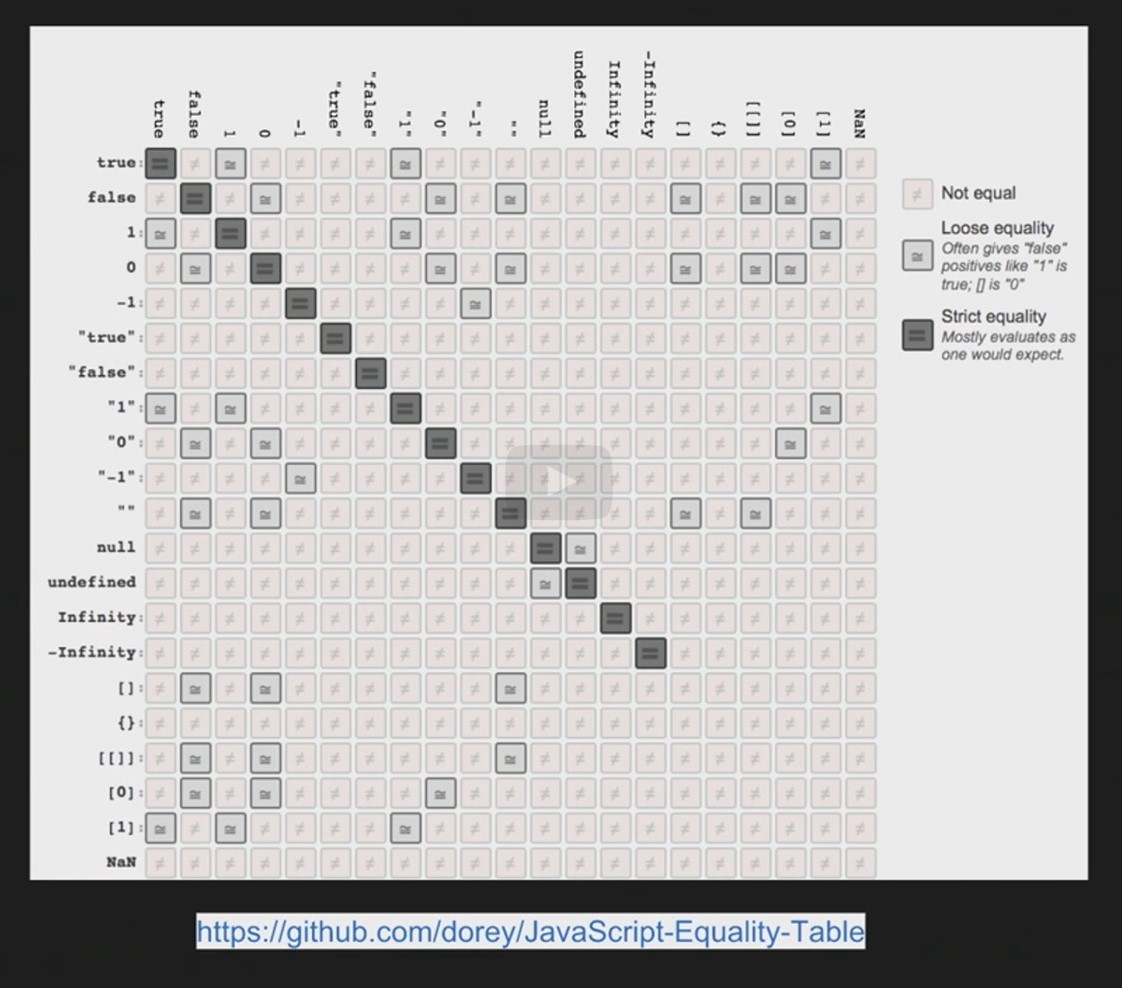 true
false
1
0
-1
"true"
"false"
"1"
"0"
"-1"
""
null
undefined
Infinity
-Infinity
[]
{}
[[]]
[0]
[1]
NaN
true:
false
1:
0
-1:
"true":
"false":
"1":
"0":
"-1":
""
null
undefined
Infinity:
-Infinity:
[]:
{}:
[[]]:
[0]:
[1]:
NaN
Not equal
Loose equality
Often gives "false"
positives like "1" is
true; [] is "0"
Strict equality
Mostly evaluates as
one would expect.
https://github.com/dorey/JavaScript-Equality-Table